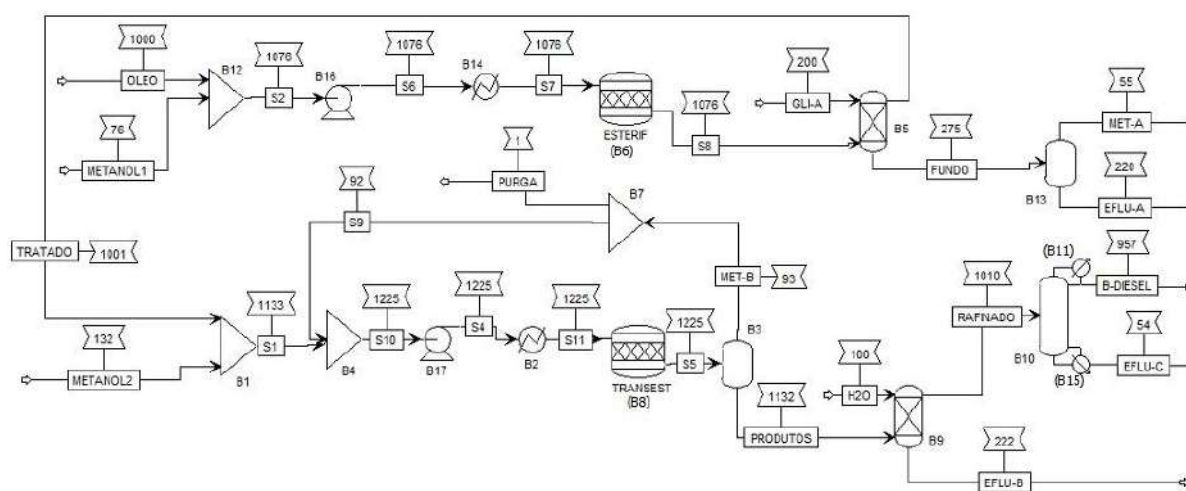 1000
OLEO
B12
1076
S2
B16
1076
S6
B14
1076
S7
ESTERIF
(B6)
1076
S8
200
GLI-A
B5
275
FUNDO
55
MET-A
B13
220
EFLU-A
76
METANOL1
1
PURGA
92
S9
B7
TRATADO
1001
MET-B
93
(B11)
957
B-DIESEL
1010
RAFNADO
54
EFLU-C
B10
(B15)
1133
S1
132
METANOL2
B1
B4
1225
S10
B17
1225
S4
B2
1225
S11
TRANSEST
(B8)
1225
S5
B3
1132
PRODUTOS
100
H2O
B9
222
EFLU-B